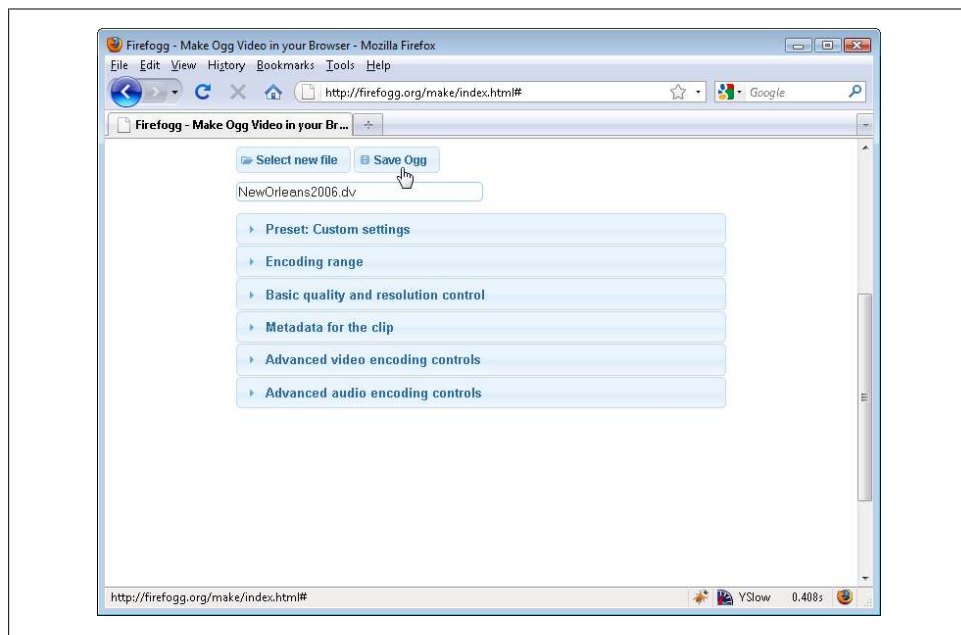 Firefogg - Make Ogg Video in your Browser - Mozilla Firefox
File Edit View History Bookmarks Tools Help
http://firefogg.org/make/index.html# Google
Firefogg - Make Ogg Video in your Br...
Select new file Save Ogg
NewOrleans2006.dv
Preset: Custom settings
Encoding range
Basic quality and resolution control
Metadata for the clip
Advanced video encoding controls
Advanced audio encoding controls
http://firefogg.org/make/index.html# YSlow 0.408s